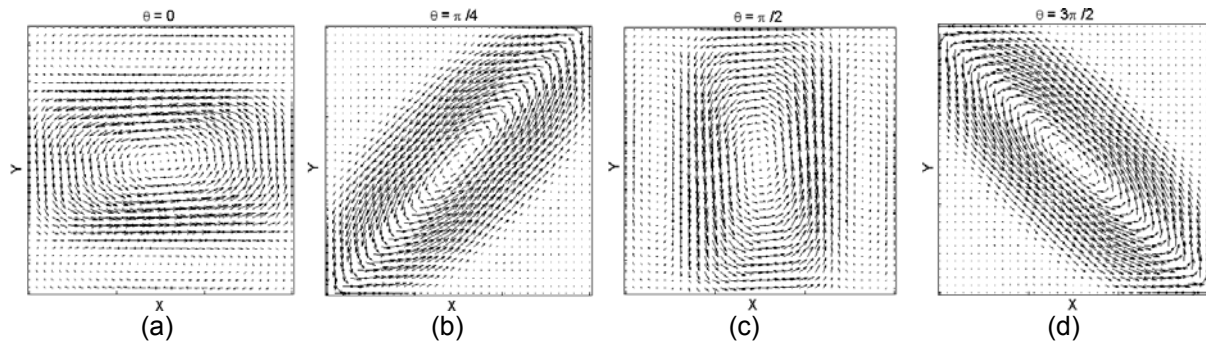 θ = 0
θ = π /4
θ = π /2
θ = 3π /2
Y
Y
Y
Y
X
X
X
X
(a)
(b)
(c)
(d)